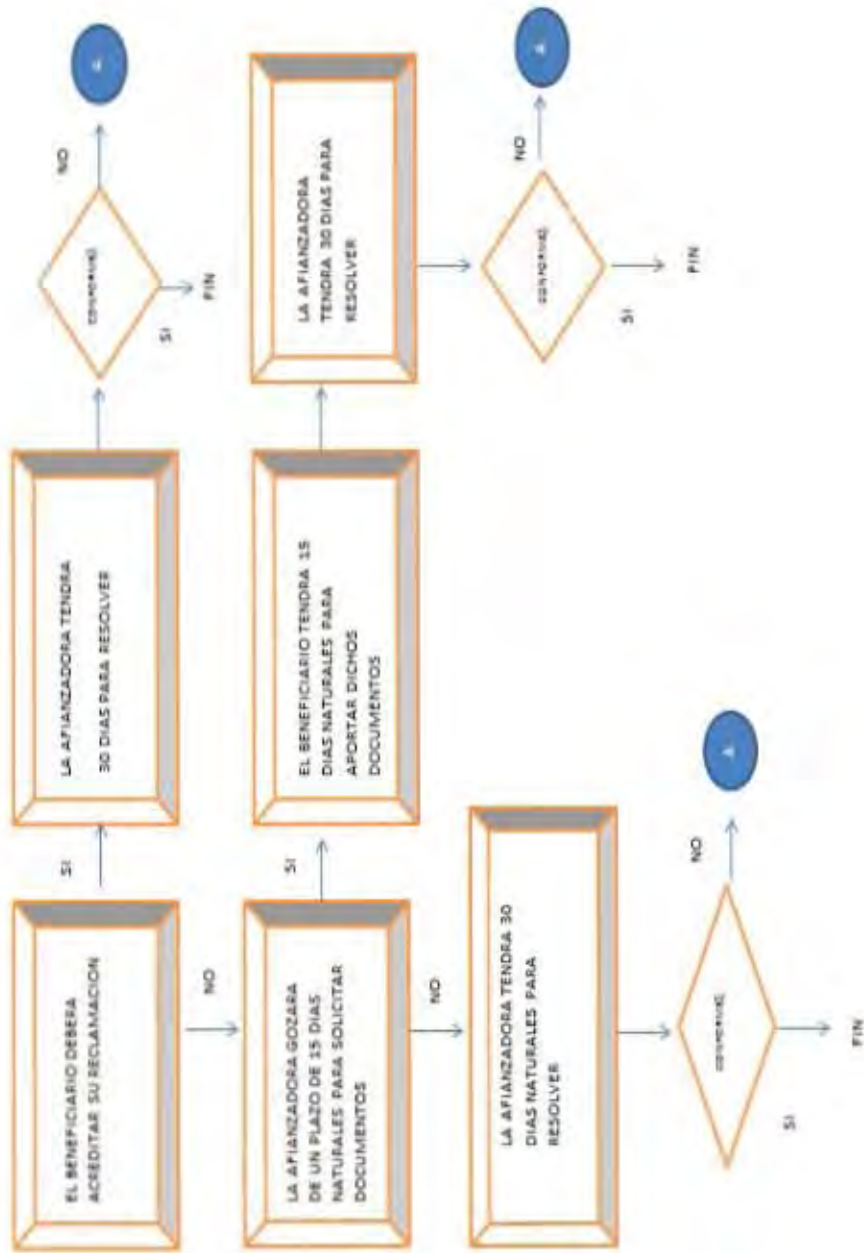 EL BENEFICIARIO DEBERA
ACREDITAR SU RECLAMACION
SI
LA AFIANZADORA TENDRA
30 DIAS PARA RESOLVER
NO
SI
FIN
NO
LA AFIANZADORA GOZARA
DE UN PLAZO DE 15 DIAS
NATURALES PARA SOLICITAR
DOCUMENTOS
SI
EL BENEFICIARIO TENDRA 15
DIAS NATURALES PARA
APORTAR DICHOS
DOCUMENTOS
LA AFIANZADORA
TENDRA 30 DIAS PARA
RESOLVER
NO
SI
FIN
NO
LA AFIANZADORA TENDRA 30
DIAS NATURALES PARA
RESOLVER
NO
SI
FIN